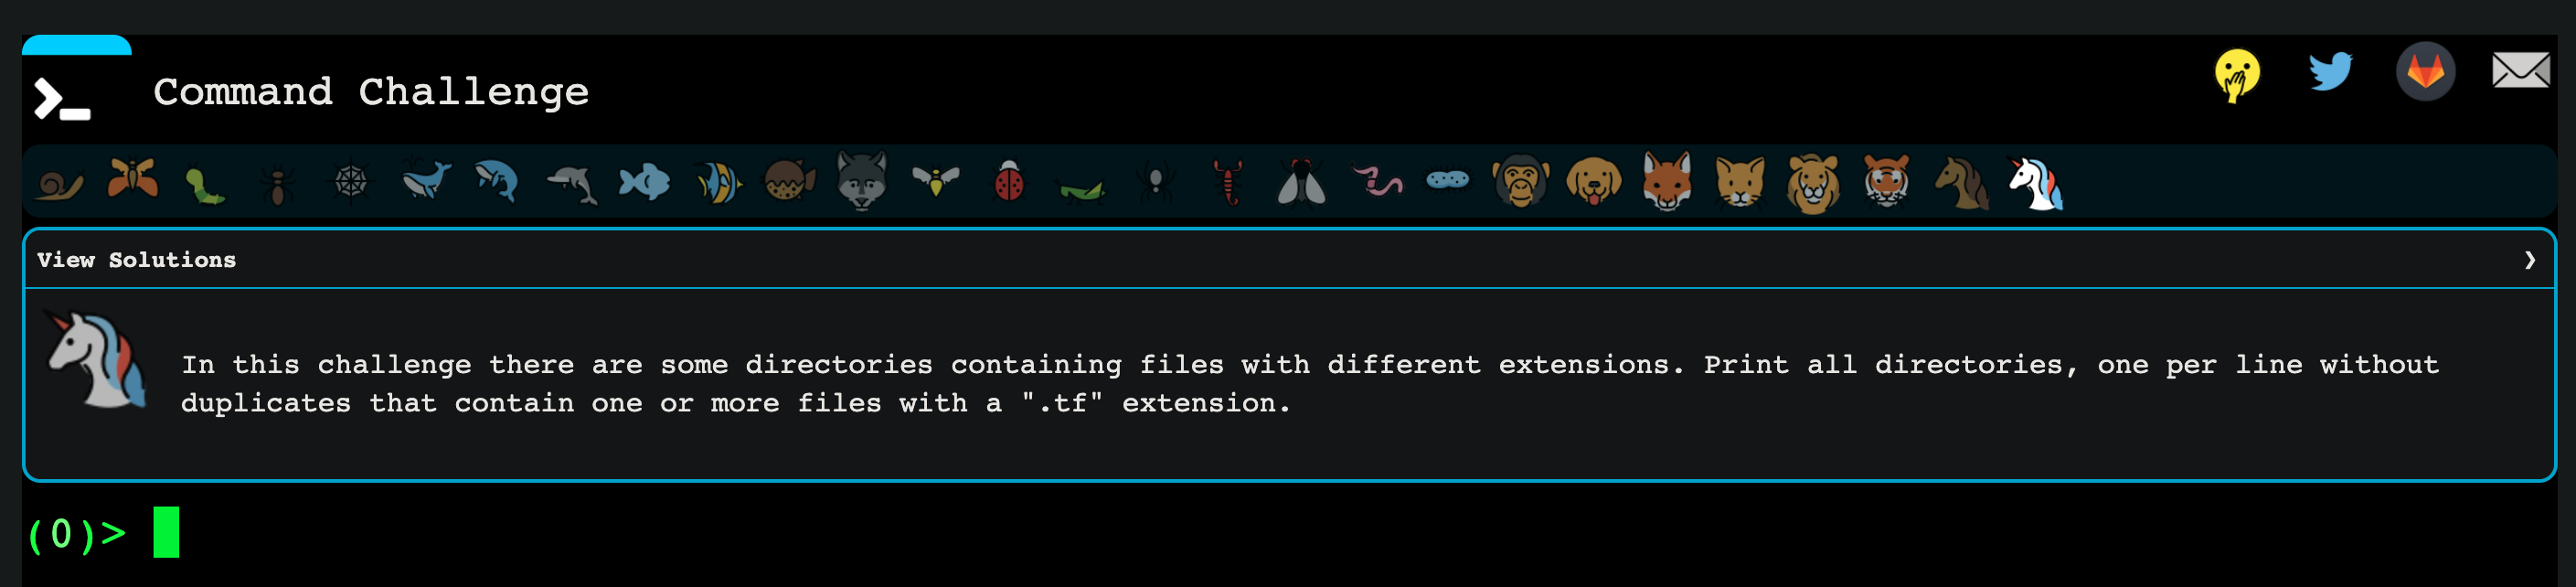 Command Challenge
View Solutions
In this challenge there are some directories containing files with different extensions. Print all directories, one per line without
duplicates that contain one or more files with a ".tf" extension.
(0)>